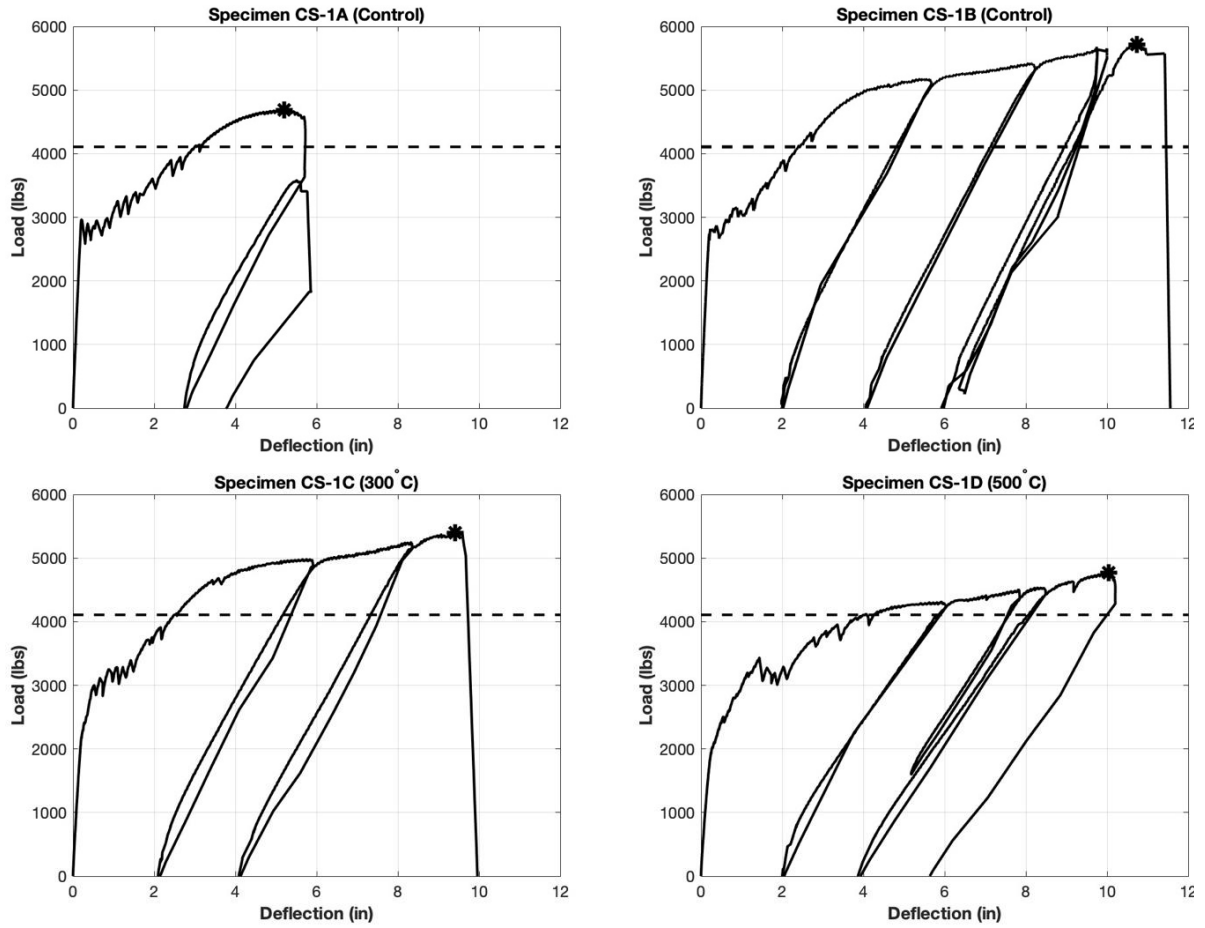 Specimen CS-1A (Control)
6000
5000
4000
3000
2000
1000
0
Load (lbs)
0 2 4 6 8 10 12
Deflection (in)
Specimen CS-1B (Control)
6000
5000
4000
3000
2000
1000
0
Load (lbs)
0 2 4 6 8 10 12
Deflection (in)
Specimen CS-1C (300°C)
6000
5000
4000
3000
2000
1000
0
Load (lbs)
0 2 4 6 8 10 12
Deflection (in)
Specimen CS-1D (500°C)
6000
5000
4000
3000
2000
1000
0
Load (lbs)
0 2 4 6 8 10 12
Deflection (in)